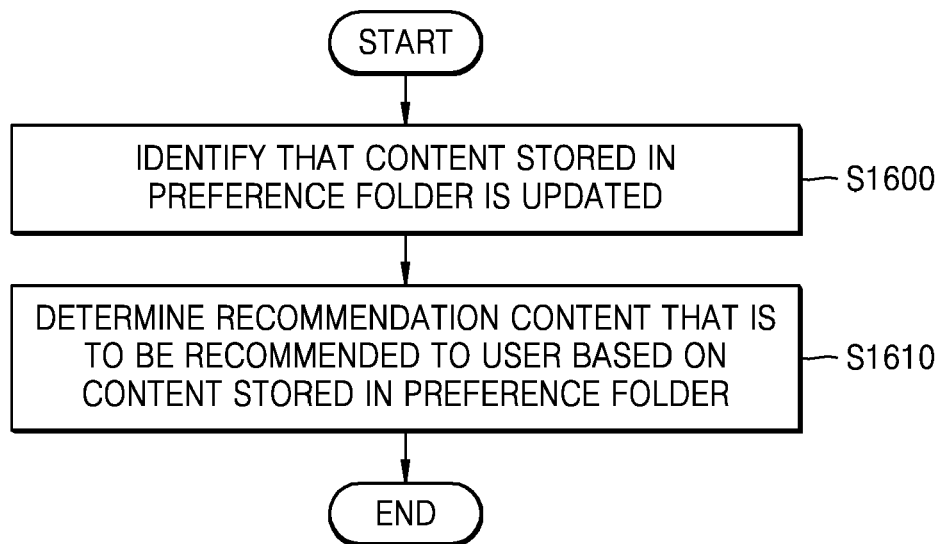 START
IDENTIFY THAT CONTENT STORED IN
PREFERENCE FOLDER IS UPDATED
S1600
DETERMINE RECOMMENDATION CONTENT THAT IS
TO BE RECOMMENDED TO USER BASED ON
CONTENT STORED IN PREFERENCE FOLDER
S1610
END